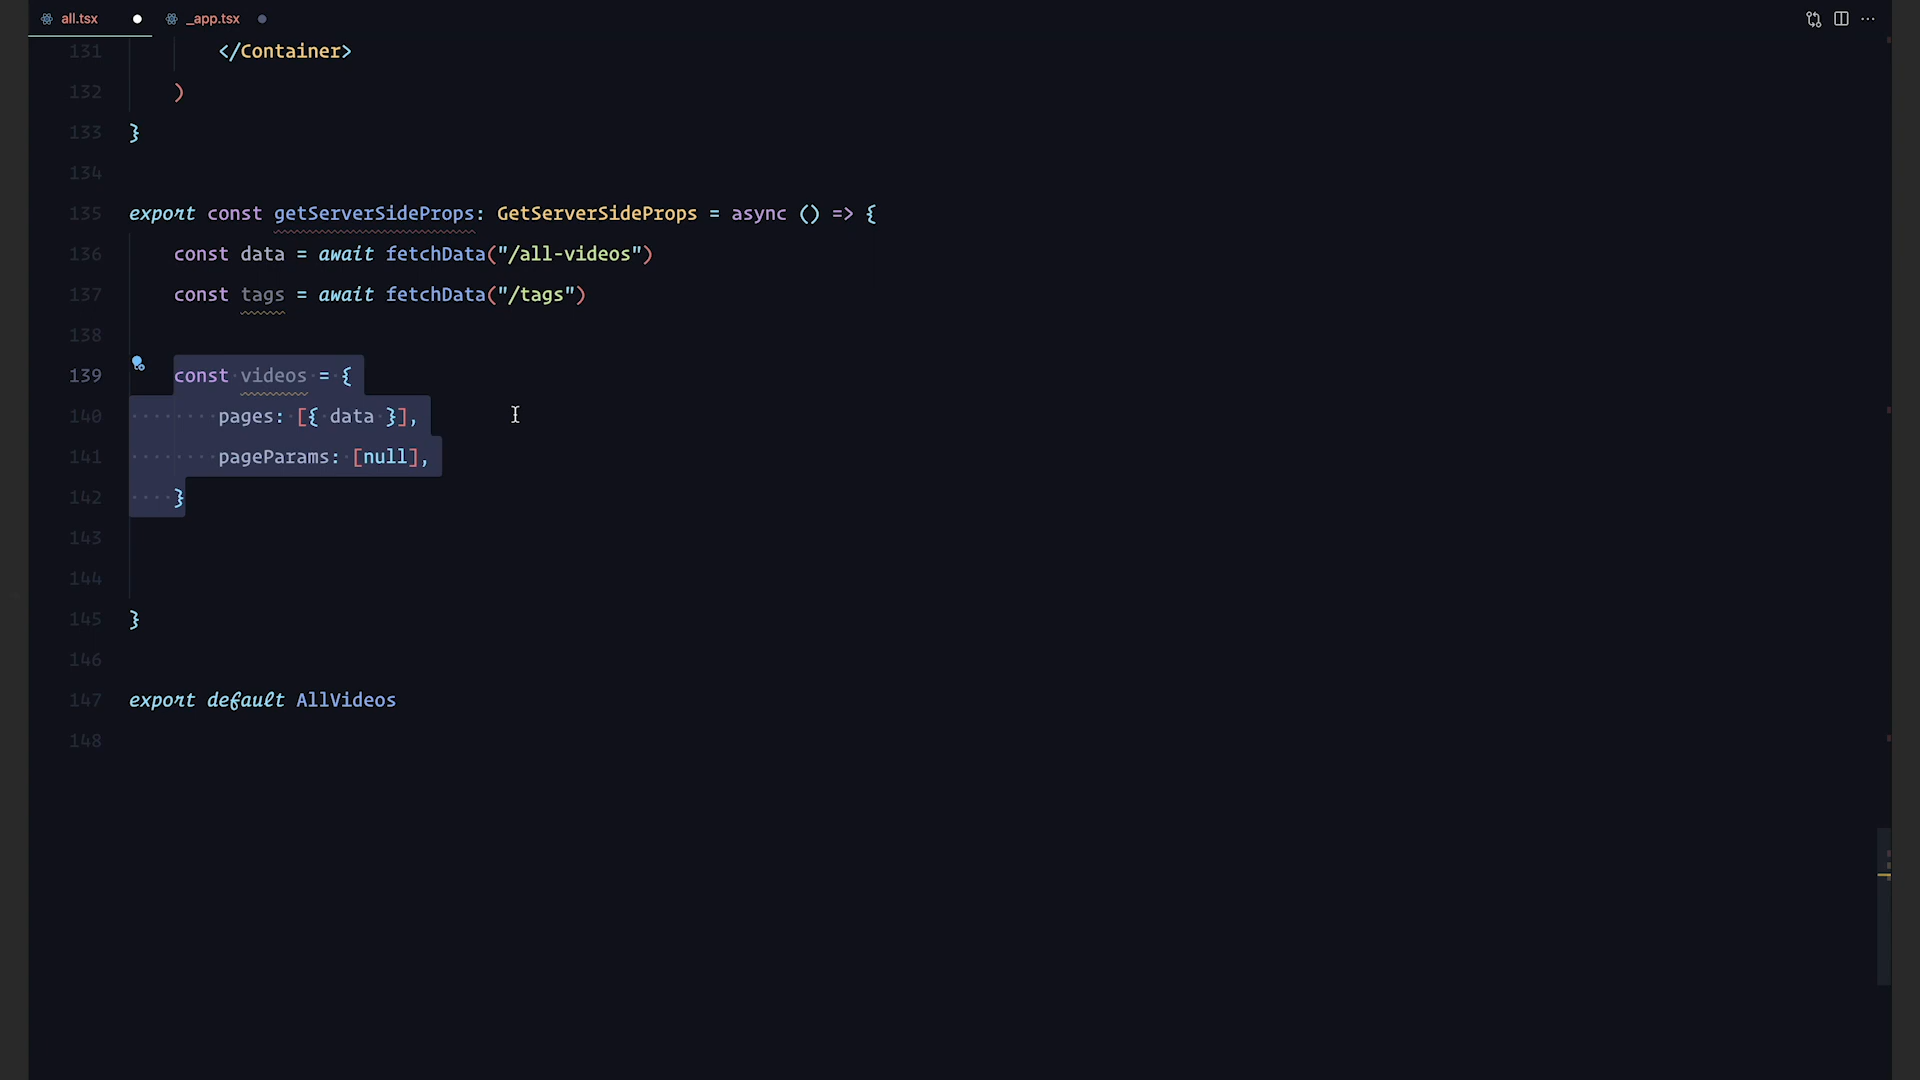 all.tsx _app.tsx
131 </Container>
132 )
133 }
134
135 export const getServerSideProps: GetServerSideProps = async () => {
136 const data = await fetchData("/all-videos")
137 const tags = await fetchData("/tags")
138
139 const videos = {
140 pages: [{ data }],
141 pageParams: [null],
142 }
143
144
145 }
146
147 export default AllVideos
148